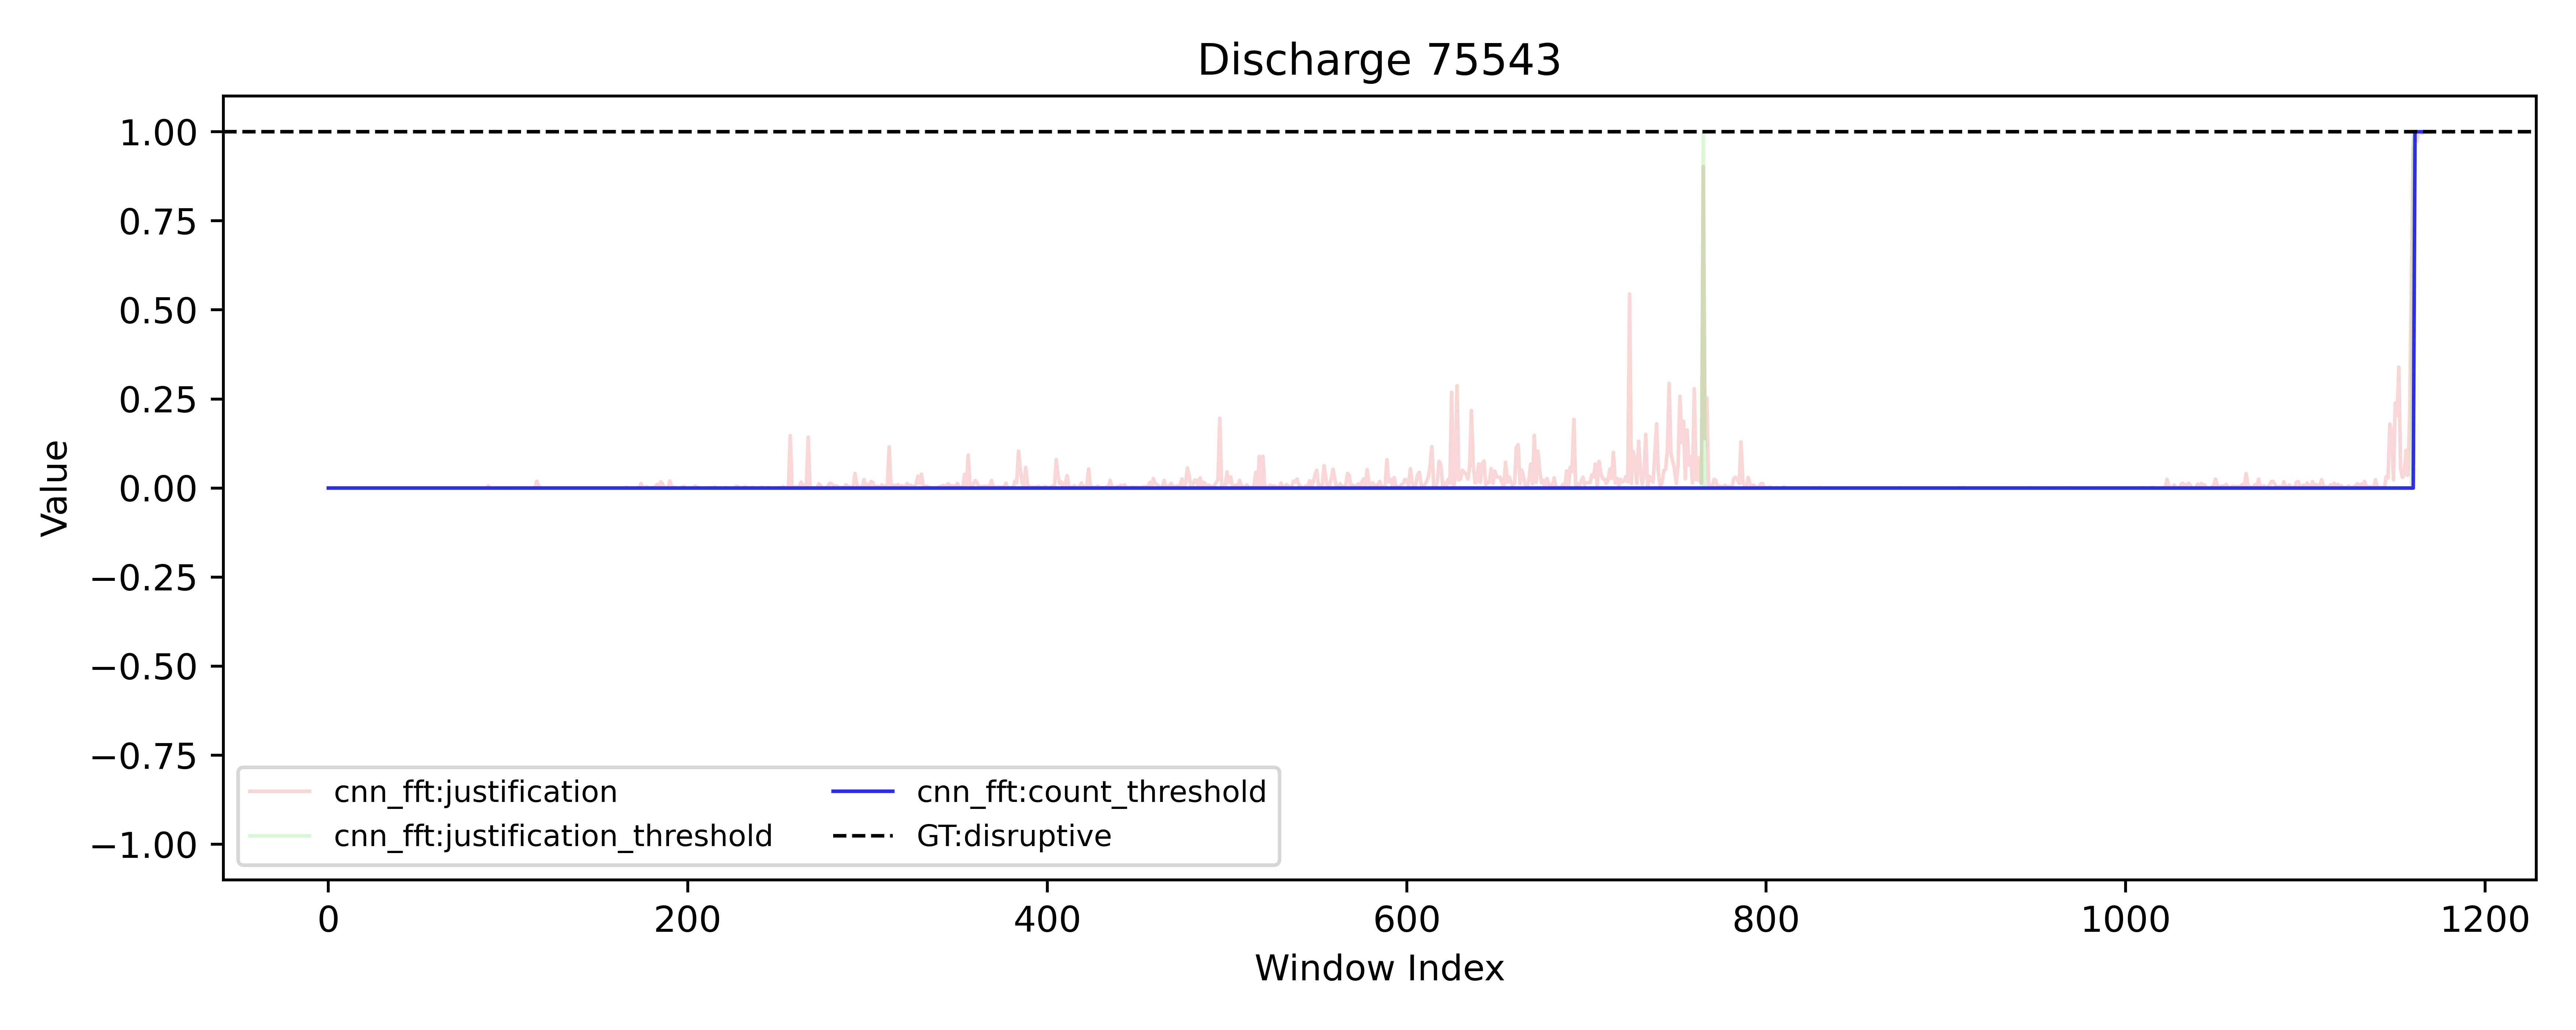 Discharge 75543
1.00
0.75
0.50
0.25
0.00
−0.25
−0.50
−0.75
−1.00
Value
cnn_fft:justification
cnn_fft:justification_threshold
cnn_fft:count_threshold
GT:disruptive
0 200 400 600 800 1000 1200
Window Index